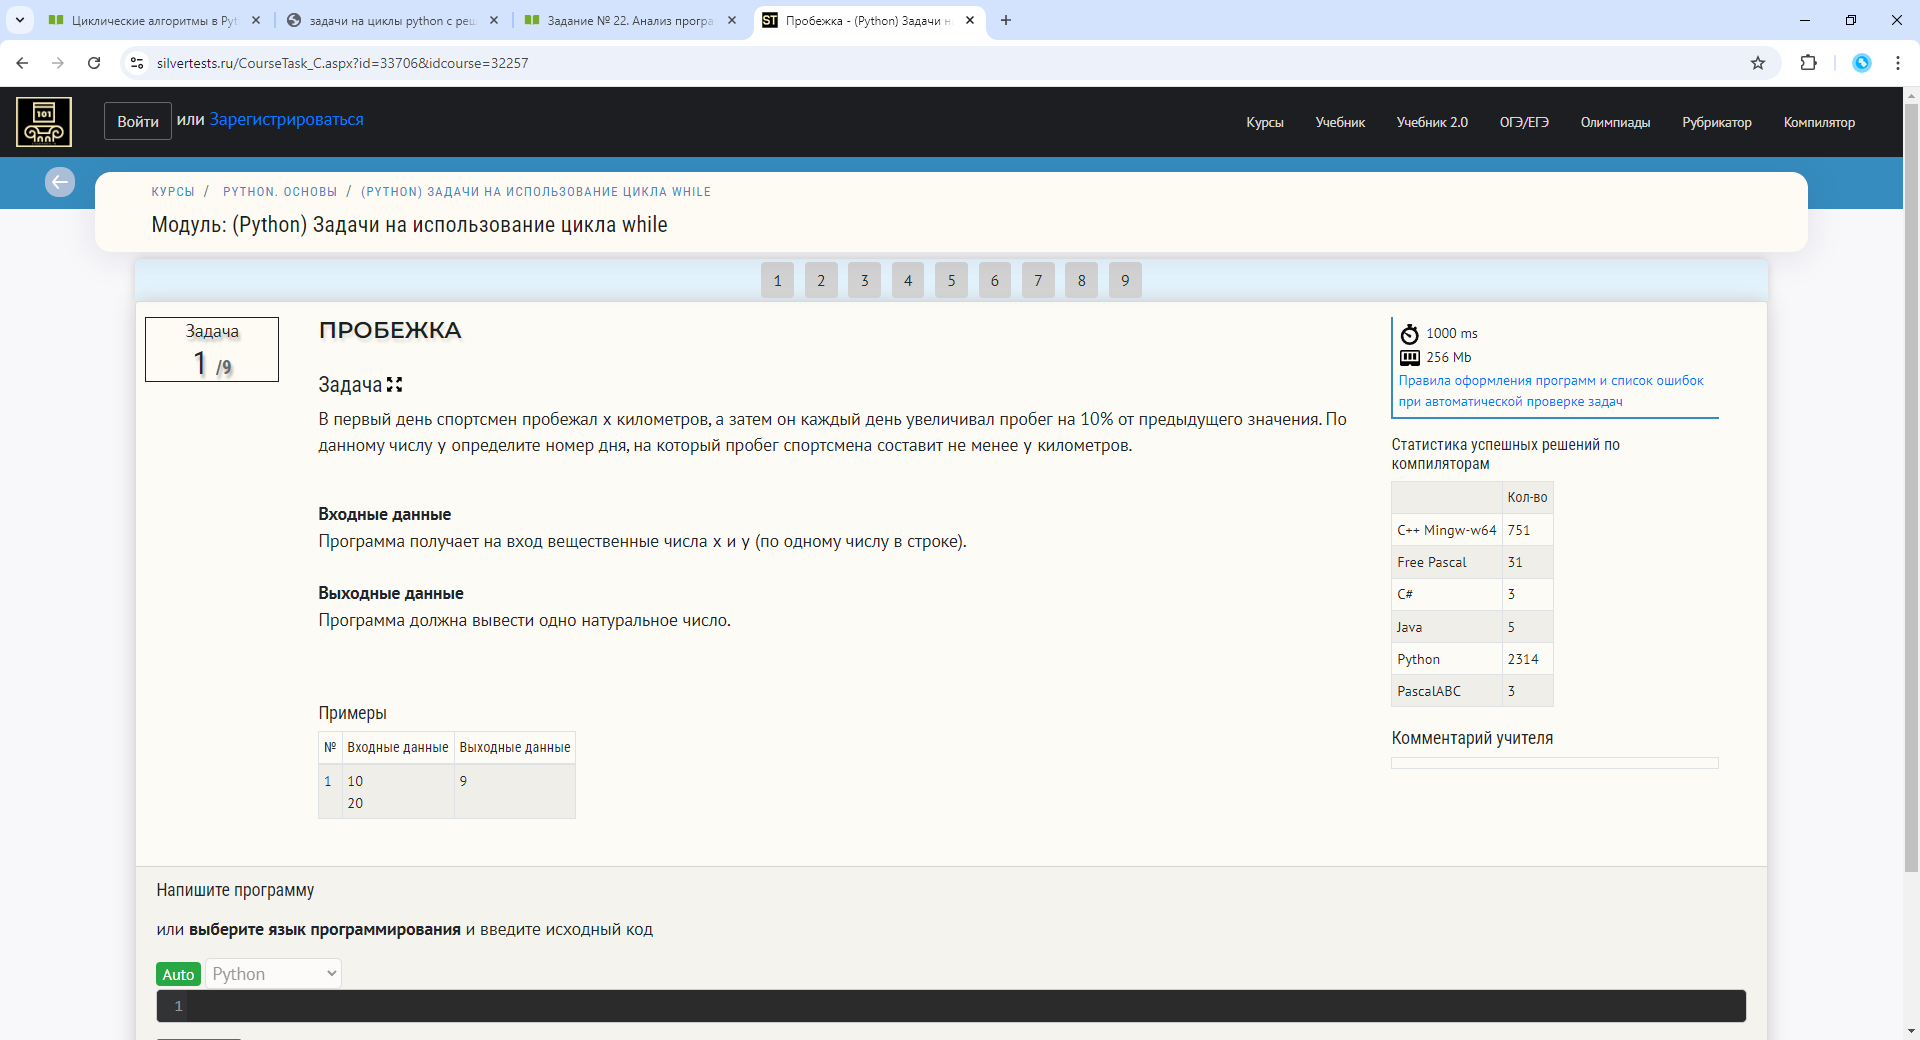 Циклические алгоритмы в Pyt
задачи на циклы python с реш
Задание № 22. Анализ програ
ST
Пробежка - (Python) Задачи н
silvertests.ru/CourseTask_C.aspx?id=33706&idcourse=32257
101
Войти или Зарегистрироваться
Курсы Учебник Учебник 2.0 ОГЭ/ЕГЭ Олимпиады Рубрикатор Компилятор
КУРСЫ / PYTHON. ОСНОВЫ / (PYTHON) ЗАДАЧИ НА ИСПОЛЬЗОВАНИЕ ЦИКЛА WHILE
Модуль: (Python) Задачи на использование цикла while
1 2 3 4 5 6 7 8 9
Задача
1 /9
ПРОБЕЖКА
Задача
В первый день спортсмен пробежал x километров, а затем он каждый день увеличивал пробег на 10% от предыдущего значения. По
данному числу y определите номер дня, на который пробег спортсмена составит не менее y километров.
Входные данные
Программа получает на вход вещественные числа x и y (по одному числу в строке).
Выходные данные
Программа должна вывести одно натуральное число.
Примеры
№ Входные данные Выходные данные
1 10 9
20
1000 ms
256 Mb
Правила оформления программ и список ошибок
при автоматической проверке задач
Статистика успешных решений по
компиляторам
Кол-во
C++ Mingw-w64 751
Free Pascal 31
C# 3
Java 5
Python 2314
PascalABC 3
Комментарий учителя
Напишите программу
или выберите язык программирования и введите исходный код
Auto Python
1